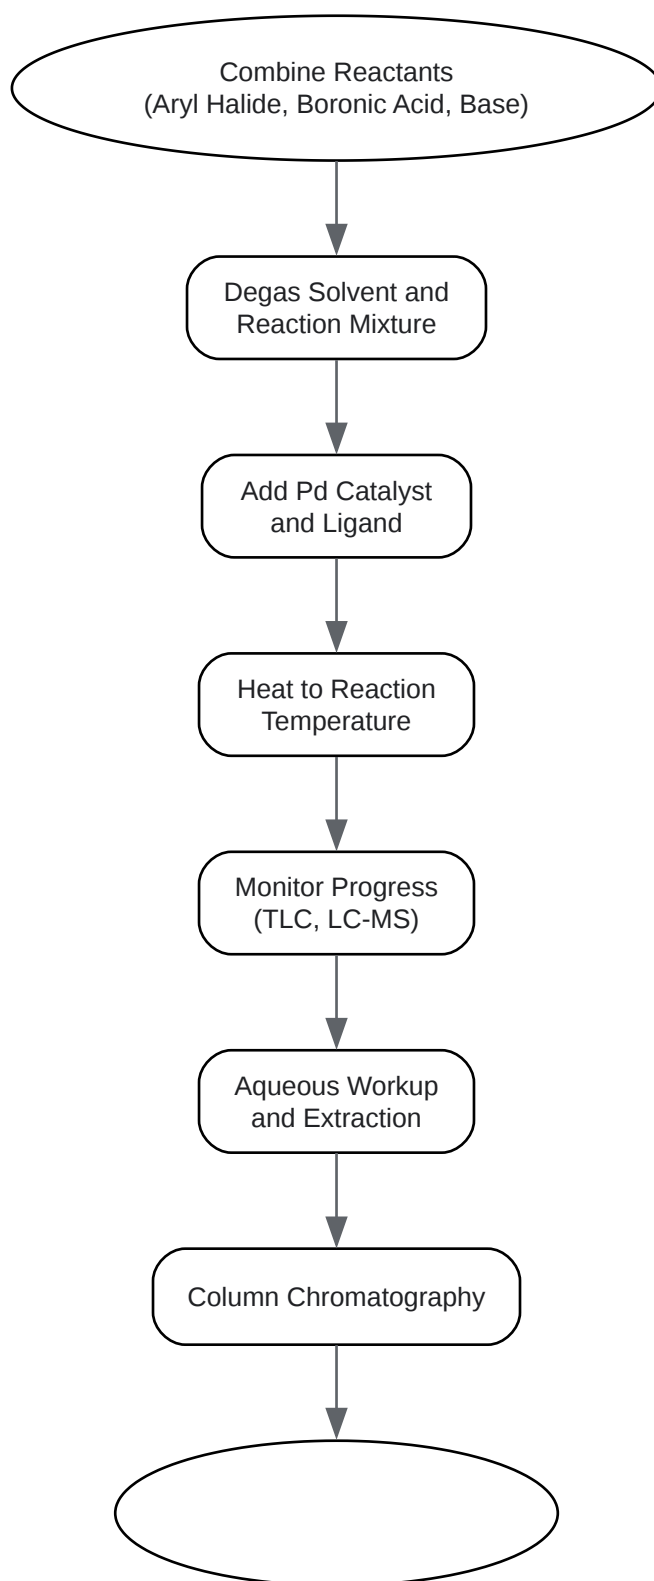 Combine Reactants
(Aryl Halide, Boronic Acid, Base)
Degas Solvent and
Reaction Mixture
Add Pd Catalyst
and Ligand
Heat to Reaction
Temperature
Monitor Progress
(TLC, LC-MS)
Aqueous Workup
and Extraction
Column Chromatography